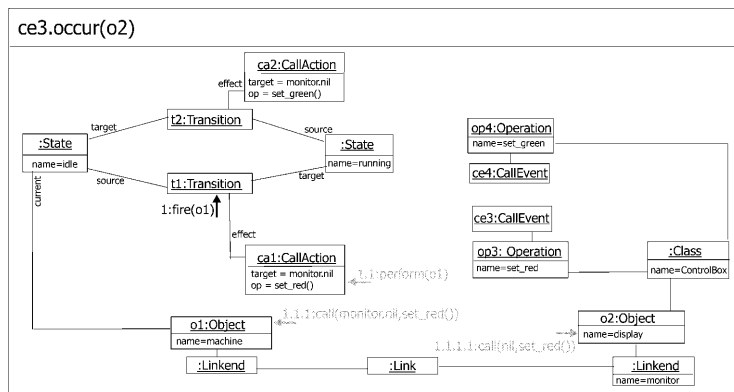 ce3.occur(o2)
ca2:CallAction
target = monitor.nil
op = set_green()
effect
t2:Transition
target
source
:State
name=idle
:State
name=running
source
target
t1:Transition
current
1:fire(o1)
effect
ca1:CallAction
target = monitor.nil
op = set_red()
1.1:perform(o1)
op4:Operation
name=set_green
ce4:CallEvent
ce3:CallEvent
op3: Operation
name=set_red
:Class
name=ControlBox
1.1.1:call(monitor.nil,set_red())
o1:Object
name=machine
o2:Object
name=display
1.1.1.1:call(nil,set_red())
:Linkend
:Link
:Linkend
name=monitor